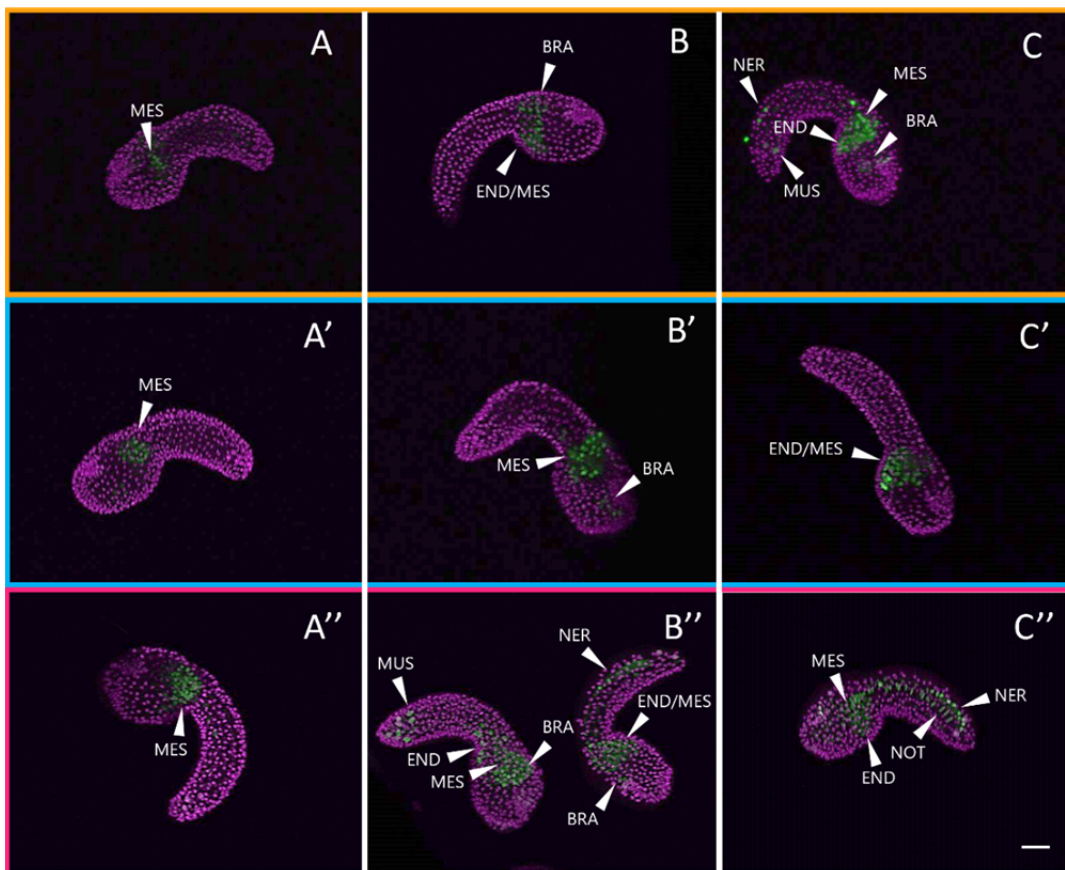 A
MES
B
BRA
END/MES
C
NER
MES
BRA
END
MUS
A’
MES
B’
MES
BRA
C’
END/MES
A’’
MES
B’’
NER
MUS
END/MES
BRA
END
MES
BRA
C’’
MES
NER
NOT
END